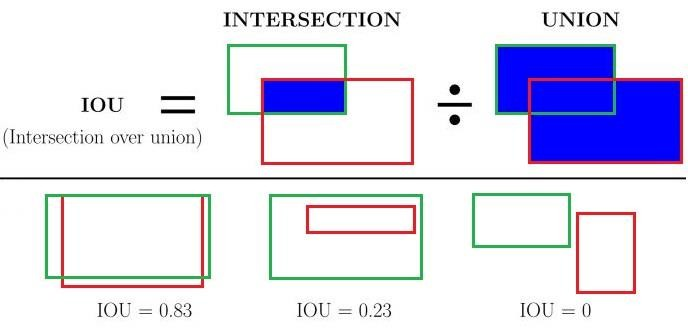 INTERSECTION UNION
IOU = ÷
(Intersection over union)
IOU = 0.83 IOU = 0.23 IOU = 0